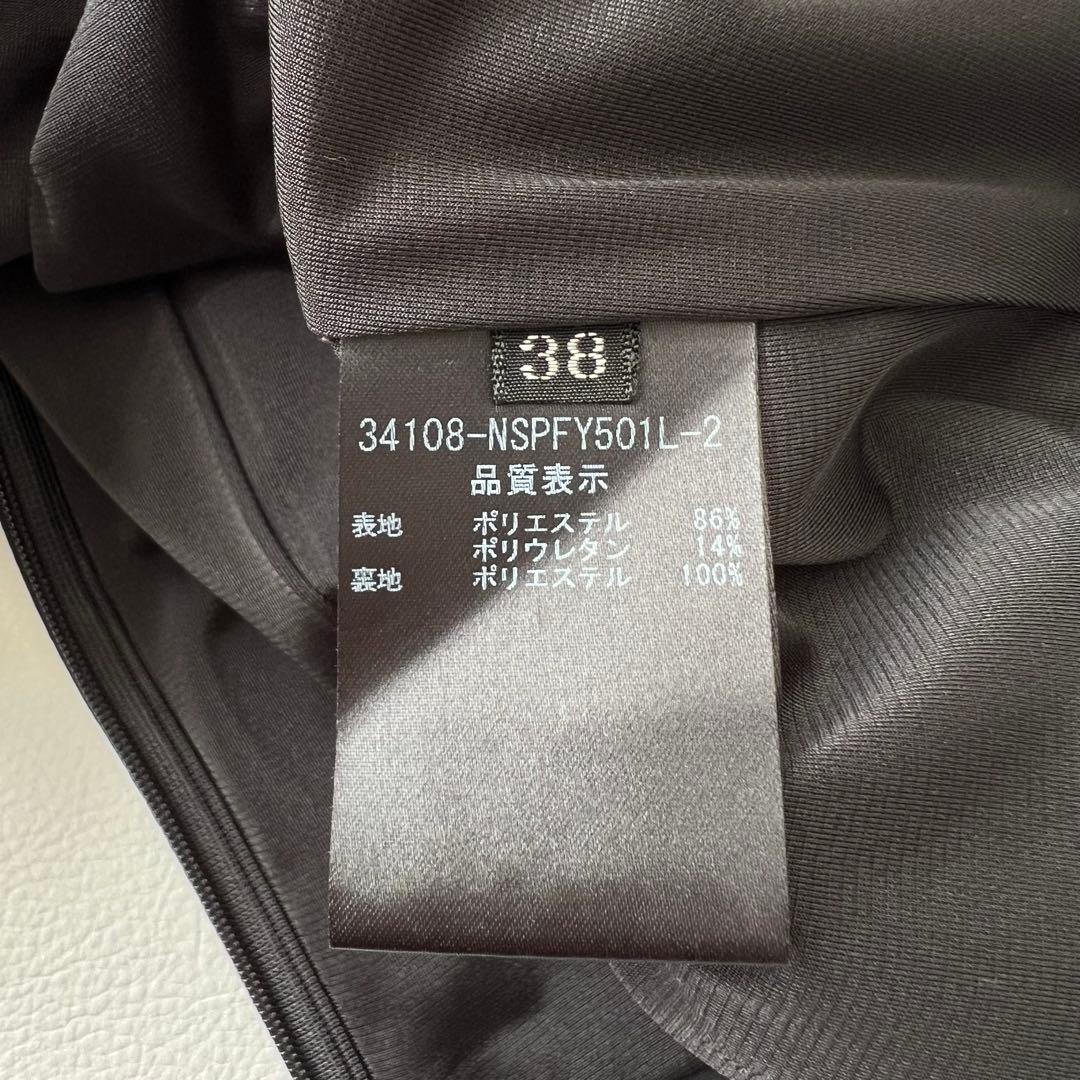 38
34108-NSPFY501L-2
品質表示
表地 ポリエステル 86%
ポリウレタン 14%
裏地 ポリエステル 100%